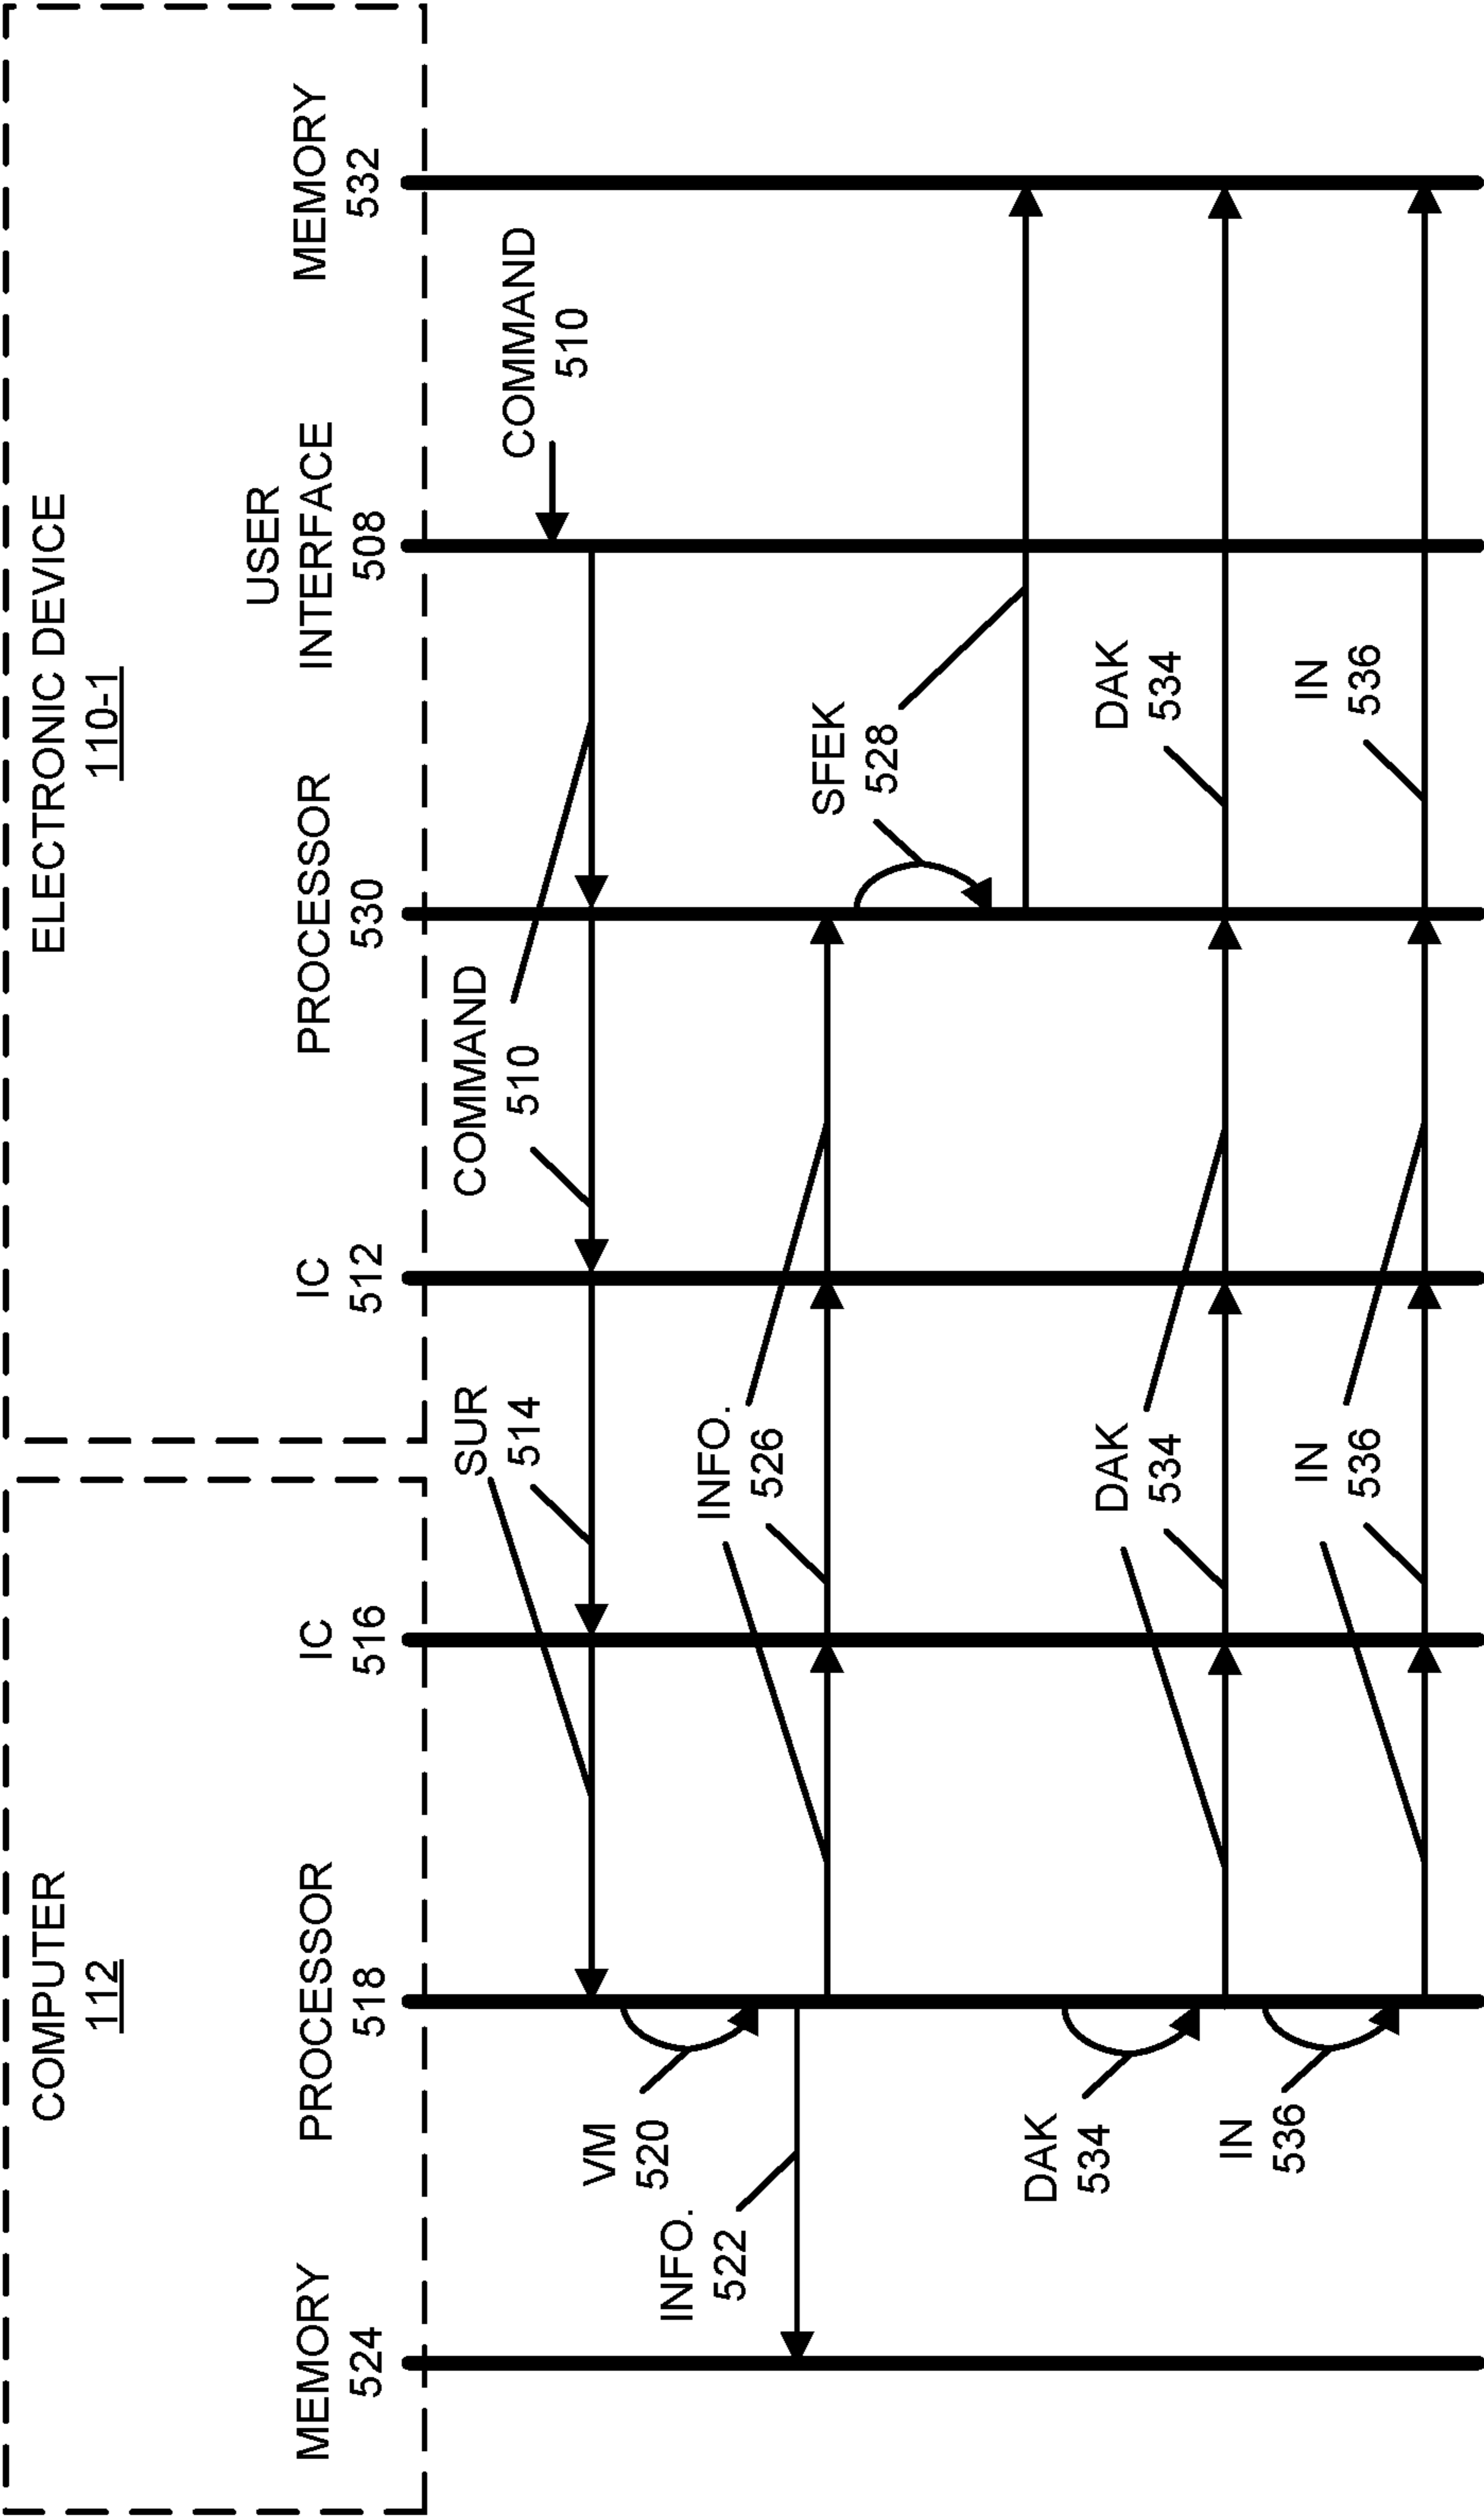 COMPUTER
112
ELECTRONIC DEVICE
110-1
MEMORY
524
PROCESSOR
518
IC
516
IC
512
PROCESSOR
530
USER
INTERFACE
508
MEMORY
532
COMMAND
510
COMMAND
510
SUR
514
VM
520
INFO.
522
INFO.
526
SFEK
528
DAK
534
DAK
534
DAK
534
IN
536
IN
536
IN
536